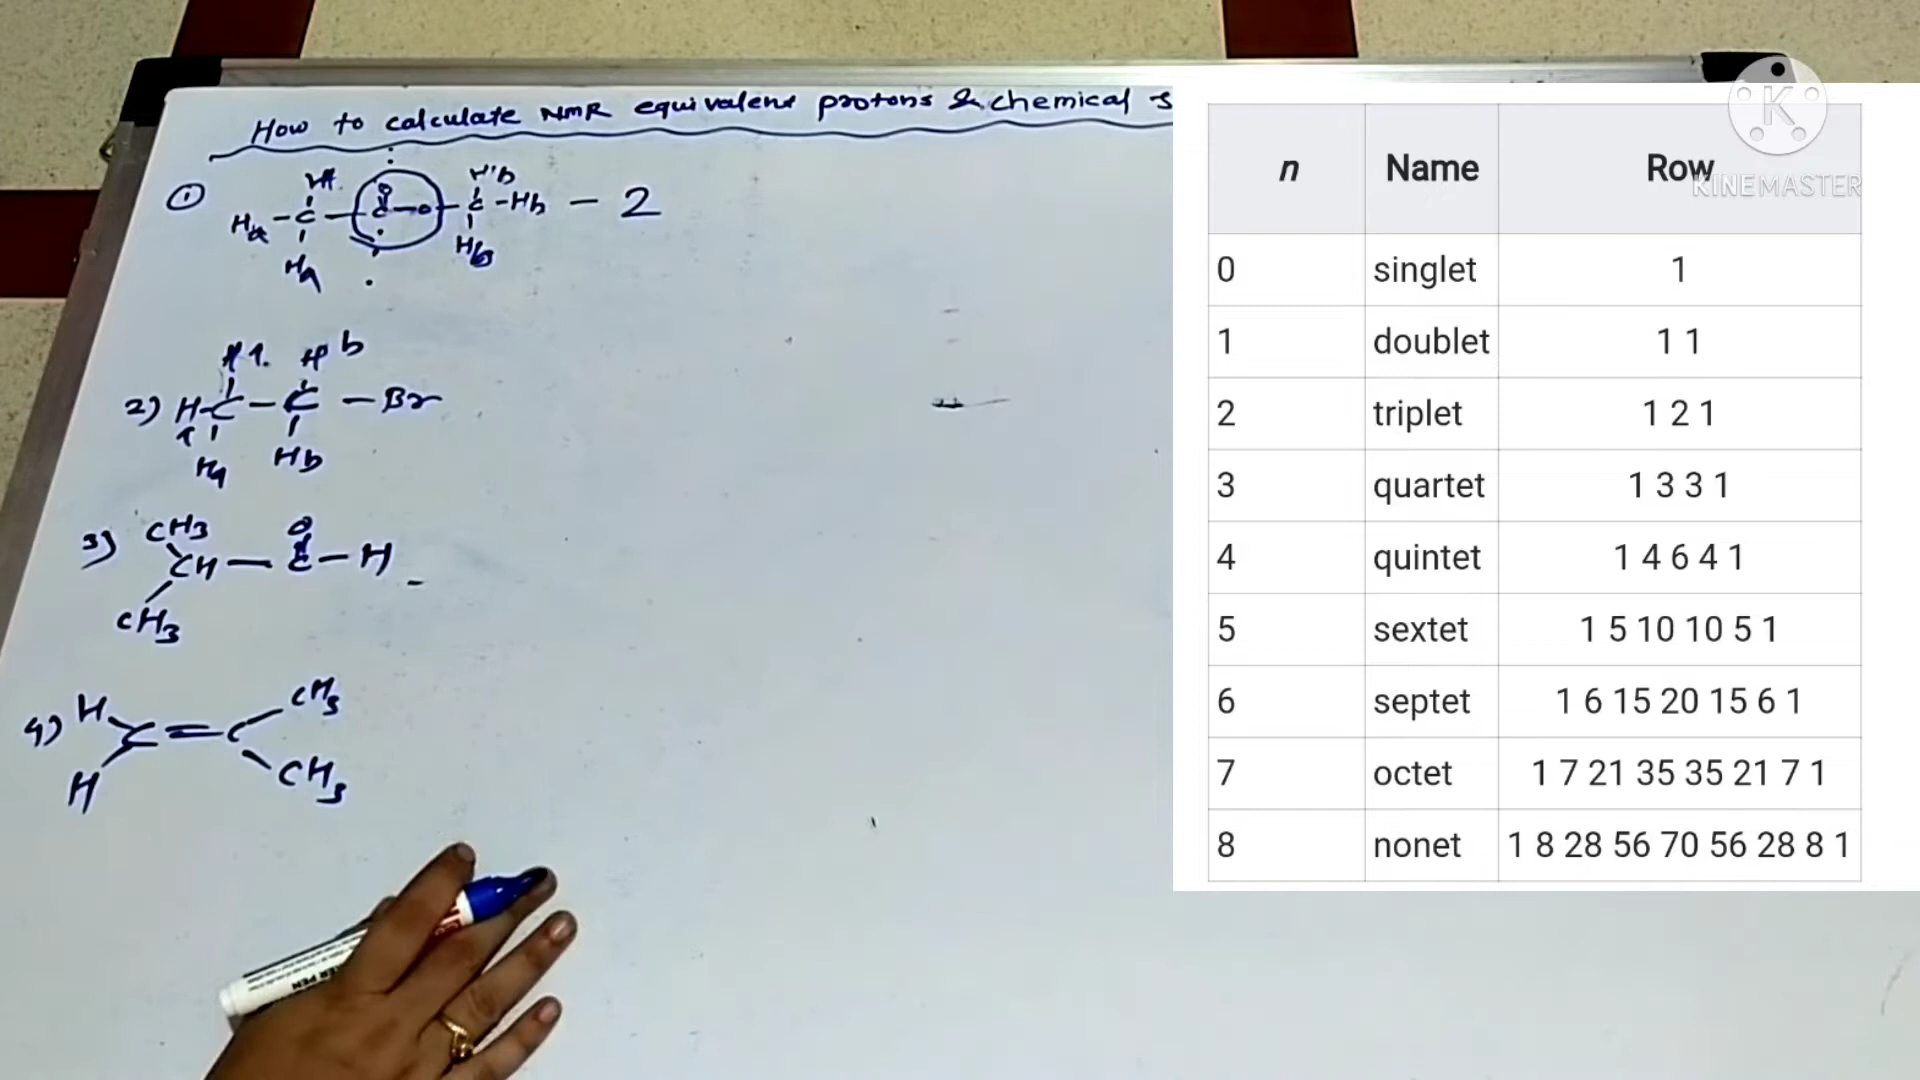 How to calculate NMR equivalent protons & chemical s
①
Ha
O
H'b
Ha - C - C - O - C - Hb - 2
Ha
Hb
Ha
H b
2) H - C - C - Br
a
Ha
Hb
3) CH3
O
CH - C - H
CH3
4) H
CH3
C = C
H
CH3
n Name Row
0 singlet 1
1 doublet 1 1
2 triplet 1 2 1
3 quartet 1 3 3 1
4 quintet 1 4 6 4 1
5 sextet 1 5 10 10 5 1
6 septet 1 6 15 20 15 6 1
7 octet 1 7 21 35 35 21 7 1
8 nonet 1 8 28 56 70 56 28 8 1
K
KINEMASTER